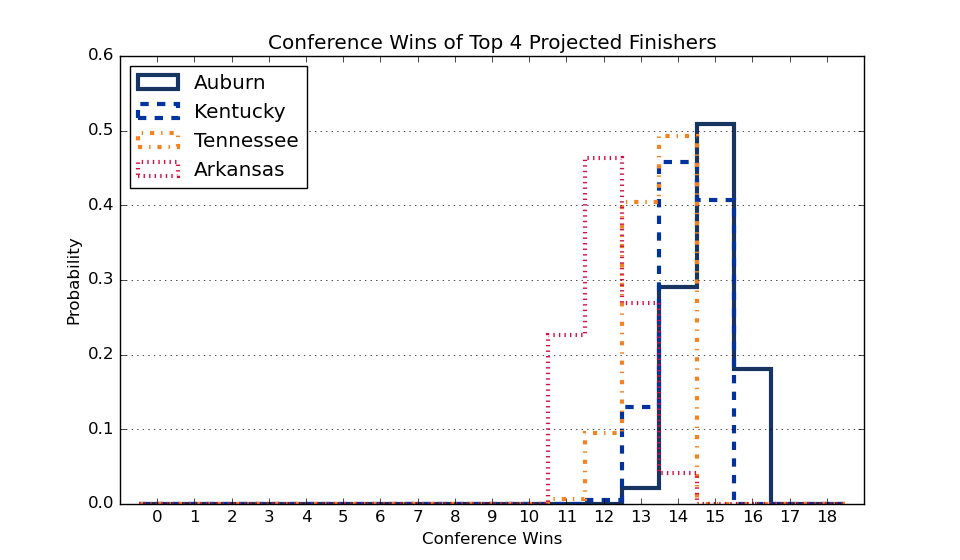 Conference Wins of Top 4 Projected Finishers
0.6
0.5
0.4
0.3
0.2
0.1
0.0
Probability
Auburn
Kentucky
Tennessee
Arkansas
0 1 2 3 4 5 6 7 8 9 10 11 12 13 14 15 16 17 18
Conference Wins